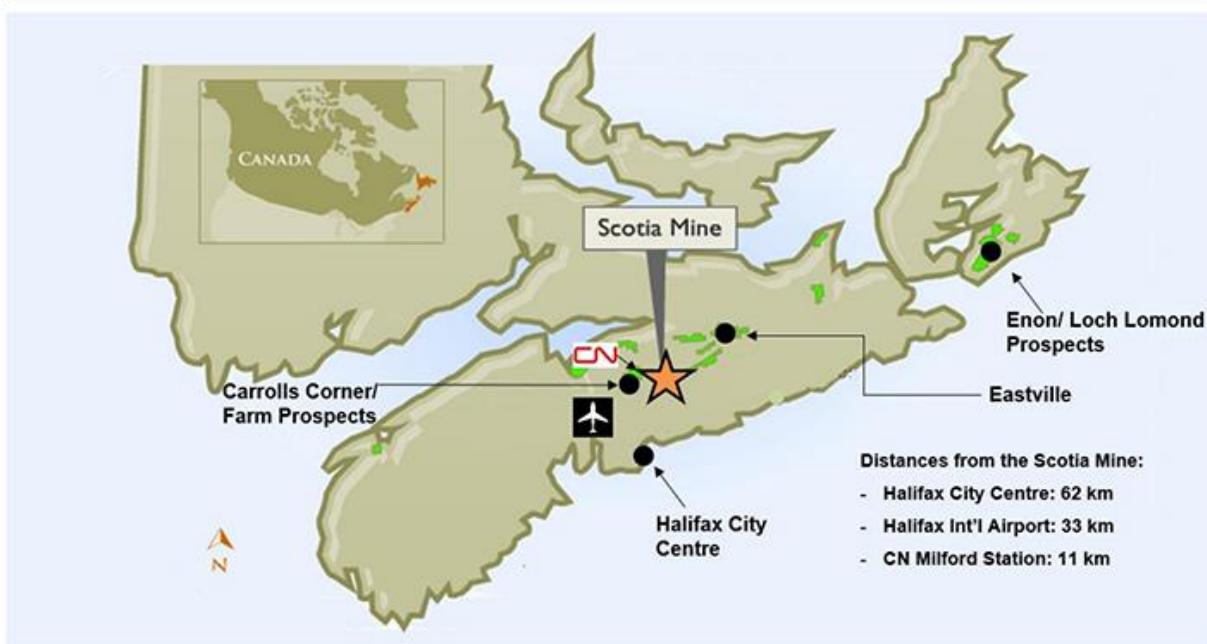 CANADA
Scotia Mine
CN
Carrolls Corner/
Farm Prospects
Enon/ Loch Lomond
Prospects
Eastville
Halifax City
Centre
Distances from the Scotia Mine:
- Halifax City Centre: 62 km
- Halifax Int'l Airport: 33 km
- CN Milford Station: 11 km
N